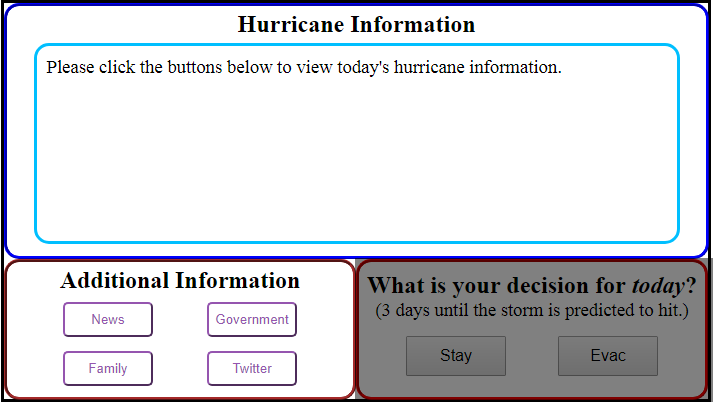 Hurricane Information
Please click the buttons below to view today's hurricane information.
Additional Information
News
Government
Family
Twitter
What is your decision for today?
(3 days until the storm is predicted to hit.)
Stay
Evac